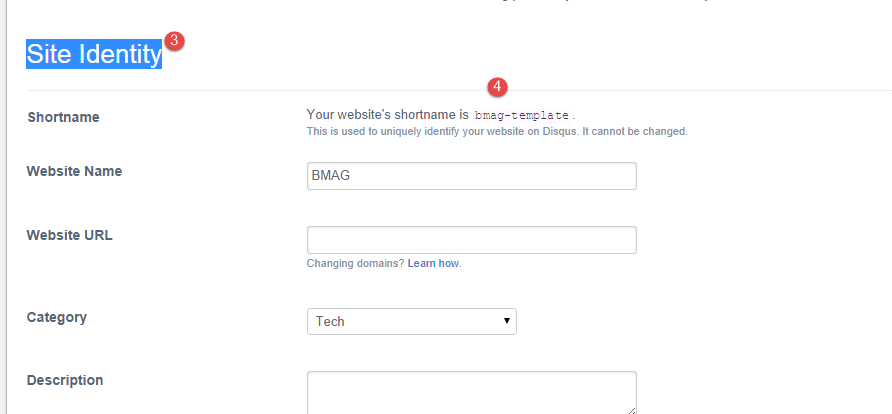 Site Identity 3
4
Shortname
Your website's shortname is bmag-template.
This is used to uniquely identify your website on Disqus. It cannot be changed.
Website Name
BMAG
Website URL
Changing domains? Learn how.
Category
Tech
Description